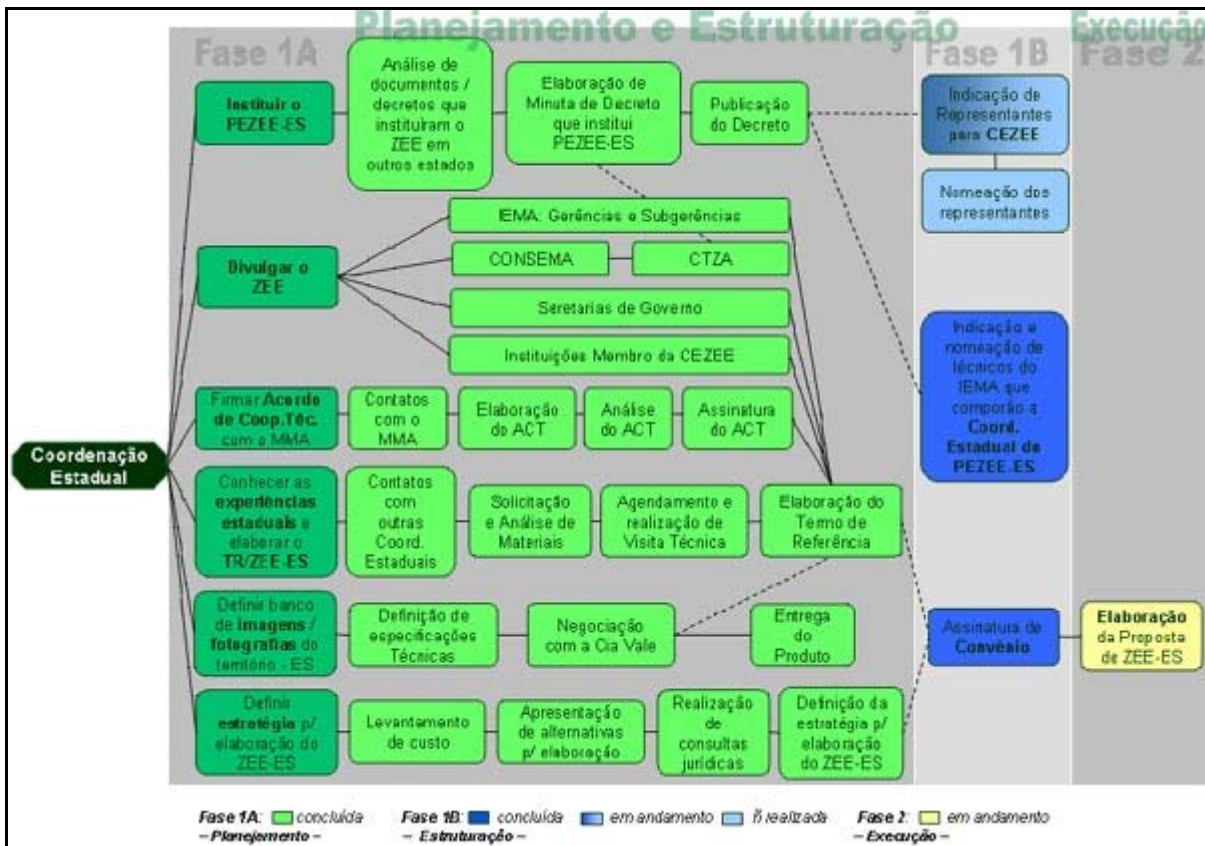 Planejamento e Estruturação
Execução
Fase 1A
Fase 1B
Fase 2
Coordenação
Estadual
Instituir o
PEZEE-ES
Análise de
documentos /
decretos que
instituíram o
ZEE em
outros estados
Elaboração de
Minuta de Decreto
que institui
PEZEE-ES
Publicação
do Decreto
Indicação de
Representantes
para CEZEE
Nomeação dos
representantes
Divulgar o
ZEE
IEMA: Gerências e Subgerências
CONSEMA
CTZA
Seretarias de Governo
Instituições Membro da CEZEE
Indicação e
nomeação de
técnicos do
IEMA que
comporão a
Coord.
Estadual do
PEZEE-ES
Firmar Acordo
de Coop.Téc.
com o MMA
Contatos
com o
MMA
Elaboração
do ACT
Análise
do ACT
Assinatura
do ACT
Conhecer as
experiências
estaduais e
elaborar o
TR/ZEE-ES
Contatos
com
outras
Coord.
Estaduais
Solicitação
e Análise de
Materiais
Agendamento e
realização de
Visita Técnica
Elaboração do
Termo de
Referência
Definir banco
de imagens /
fotografias do
território - ES
Definição de
especificações
Técnicas
Negociação
com a Cia Vale
Entrega
do
Produto
Assinatura de
Convênio
Elaboração
da Proposta
de ZEE-ES
Definir
estratégia p/
elaboração do
ZEE-ES
Levantamento
de custo
Apresentação
de alternativas
p/ elaboração
Realização
de
consultas
jurídicas
Definição da
estratégia p/
elaboração
do ZEE-ES
Fase 1A: concluída
– Planejamento –
Fase 1B: concluída em andamento ñ realizada
– Estruturação –
Fase 2: em andamento
– Execução –